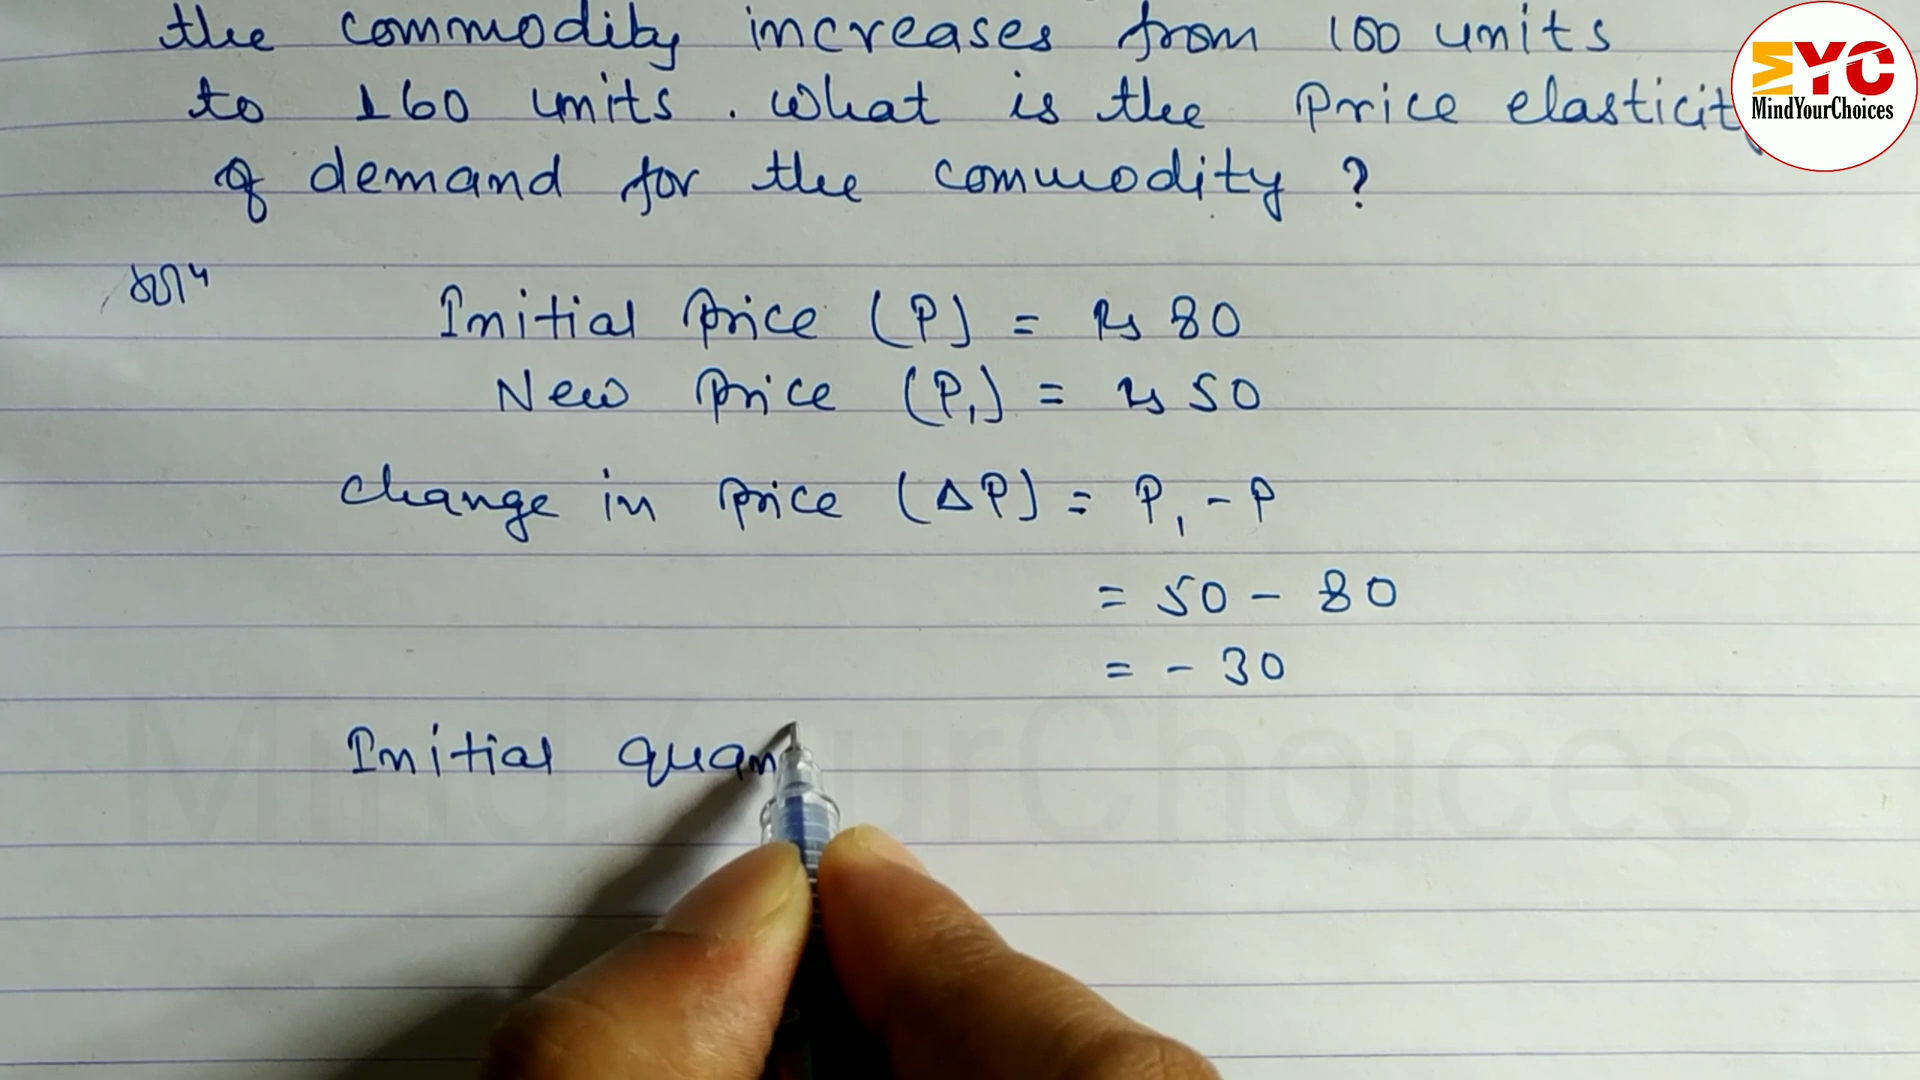 the commodity increases from 100 units
to 160 units. What is the Price elasticit
of demand for the commodity ?
Initial Price (P) = Rs 80
New Price (P₁) = Rs 50
Change in Price (ΔP) = P₁ - P
= 50 - 80
= - 30
Initial quan
MYC
MindYourChoices
MindYourChoices